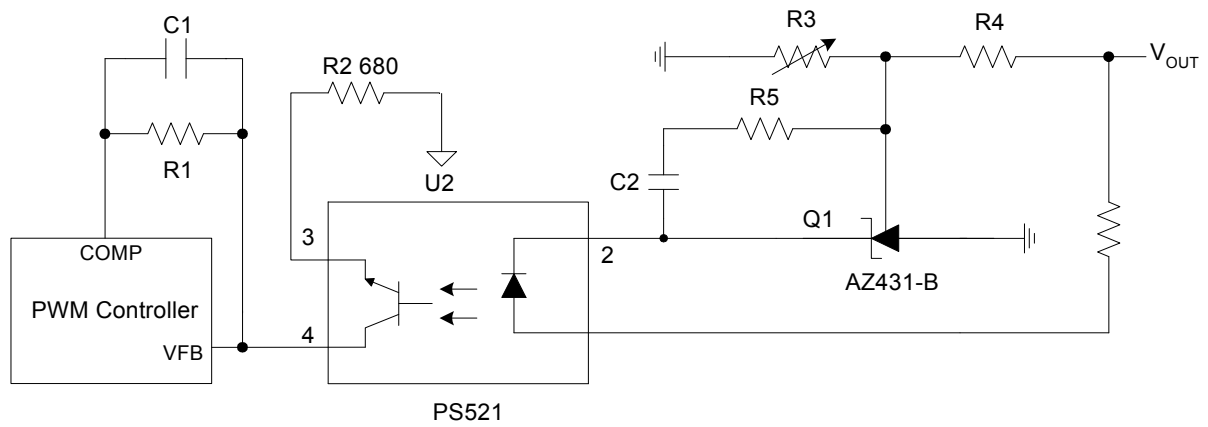 C1
R1
R2 680
U2
R3
R4
V_OUT
R5
C2
Q1
AZ431-B
COMP
PWM Controller
VFB
3
4
2
PS521